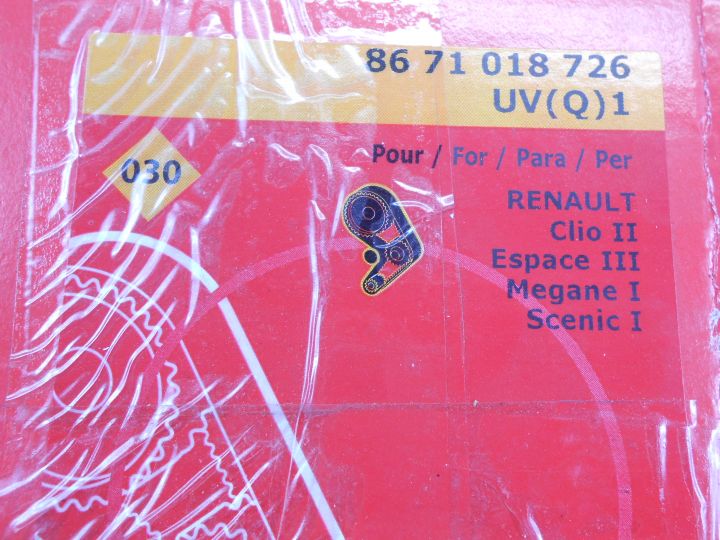 86 71 018 726
UV(Q)1
030
Pour / For / Para / Per
RENAULT
Clio II
Espace III
Megane I
Scenic I